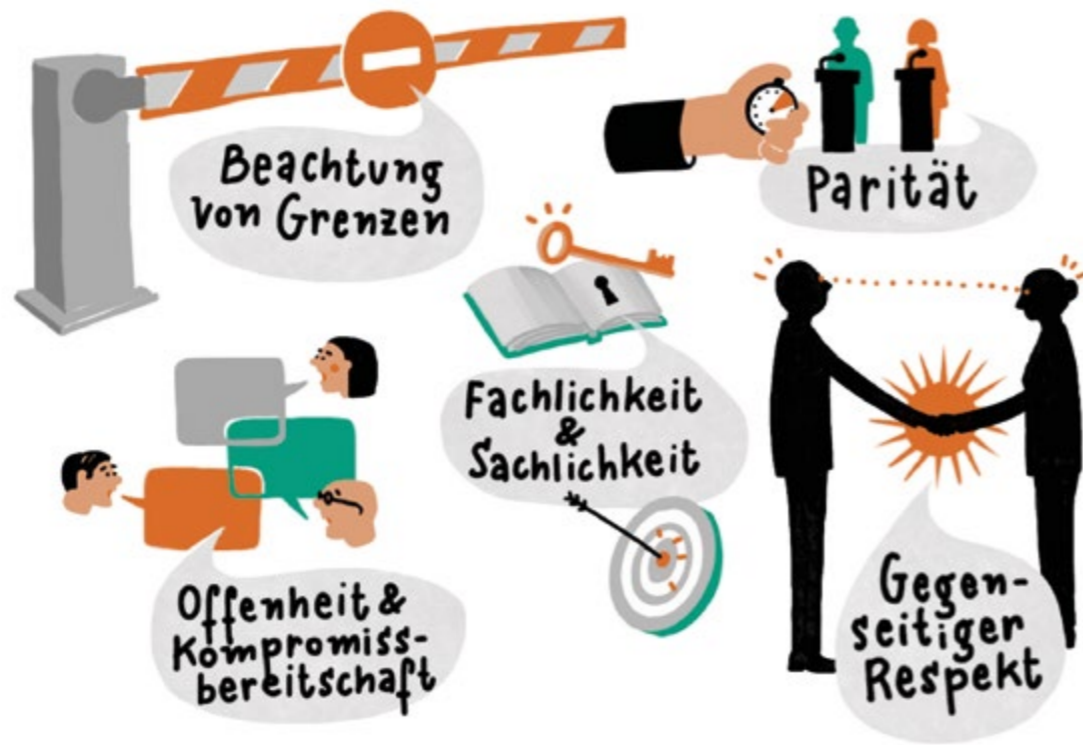 Beachtung
von Grenzen
Parität
Fachlichkeit
&
Sachlichkeit
Offenheit &
Kompromiss-
bereitschaft
Gegen-
seitiger
Respekt